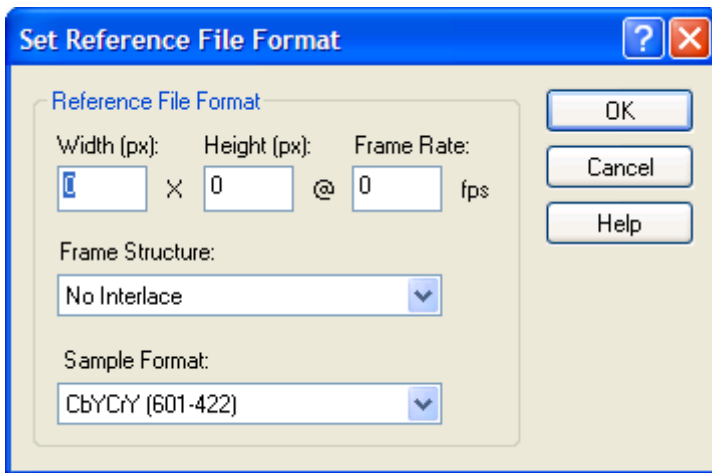 Set Reference File Format
Reference File Format
Width (px): Height (px): Frame Rate:
0 X 0 @ 0 fps
Frame Structure:
No Interlace
Sample Format:
CbYCrY (601-422)
OK
Cancel
Help